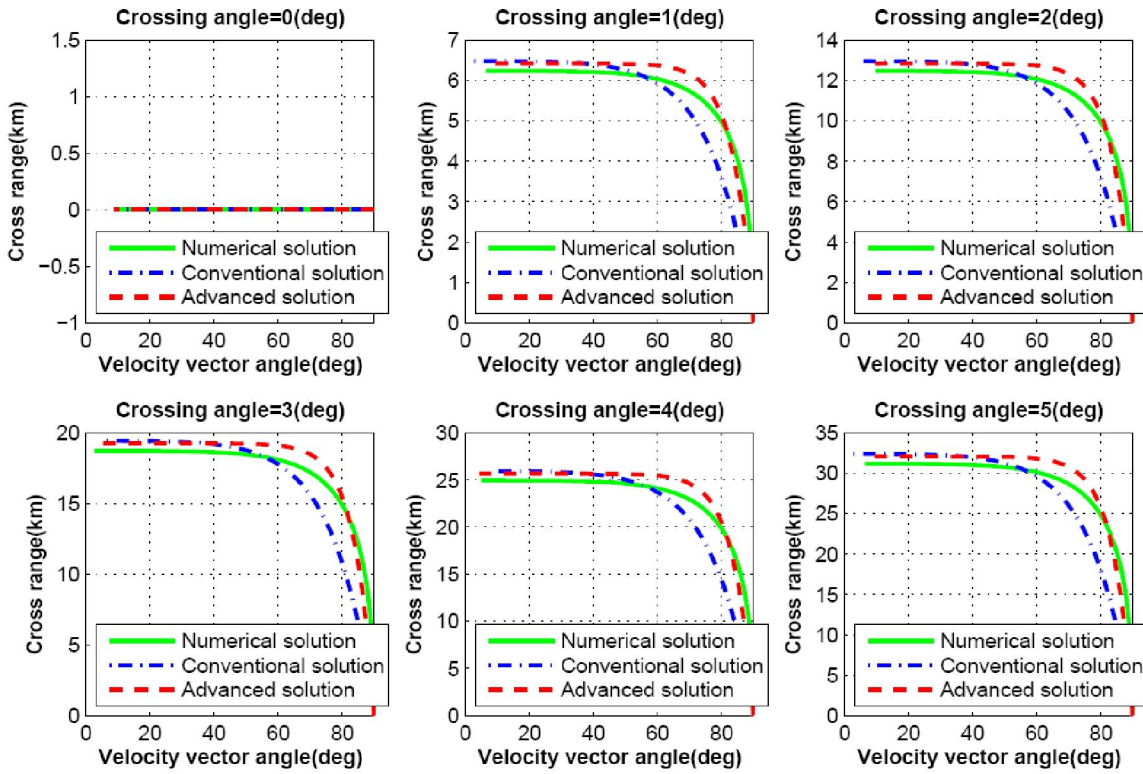 Crossing angle=0(deg)
1.5
1
0.5
0
−0.5
−1
Cross range(km)
Numerical solution
Conventional solution
Advanced solution
0 20 40 60 80
Velocity vector angle(deg)
Crossing angle=1(deg)
7
6
5
4
3
2
1
0
Cross range(km)
Numerical solution
Conventional solution
Advanced solution
0 20 40 60 80
Velocity vector angle(deg)
Crossing angle=2(deg)
14
12
10
8
6
4
2
0
Cross range(km)
Numerical solution
Conventional solution
Advanced solution
0 20 40 60 80
Velocity vector angle(deg)
Crossing angle=3(deg)
20
15
10
5
0
Cross range(km)
Numerical solution
Conventional solution
Advanced solution
0 20 40 60 80
Velocity vector angle(deg)
Crossing angle=4(deg)
30
25
20
15
10
5
0
Cross range(km)
Numerical solution
Conventional solution
Advanced solution
0 20 40 60 80
Velocity vector angle(deg)
Crossing angle=5(deg)
35
30
25
20
15
10
5
0
Cross range(km)
Numerical solution
Conventional solution
Advanced solution
0 20 40 60 80
Velocity vector angle(deg)